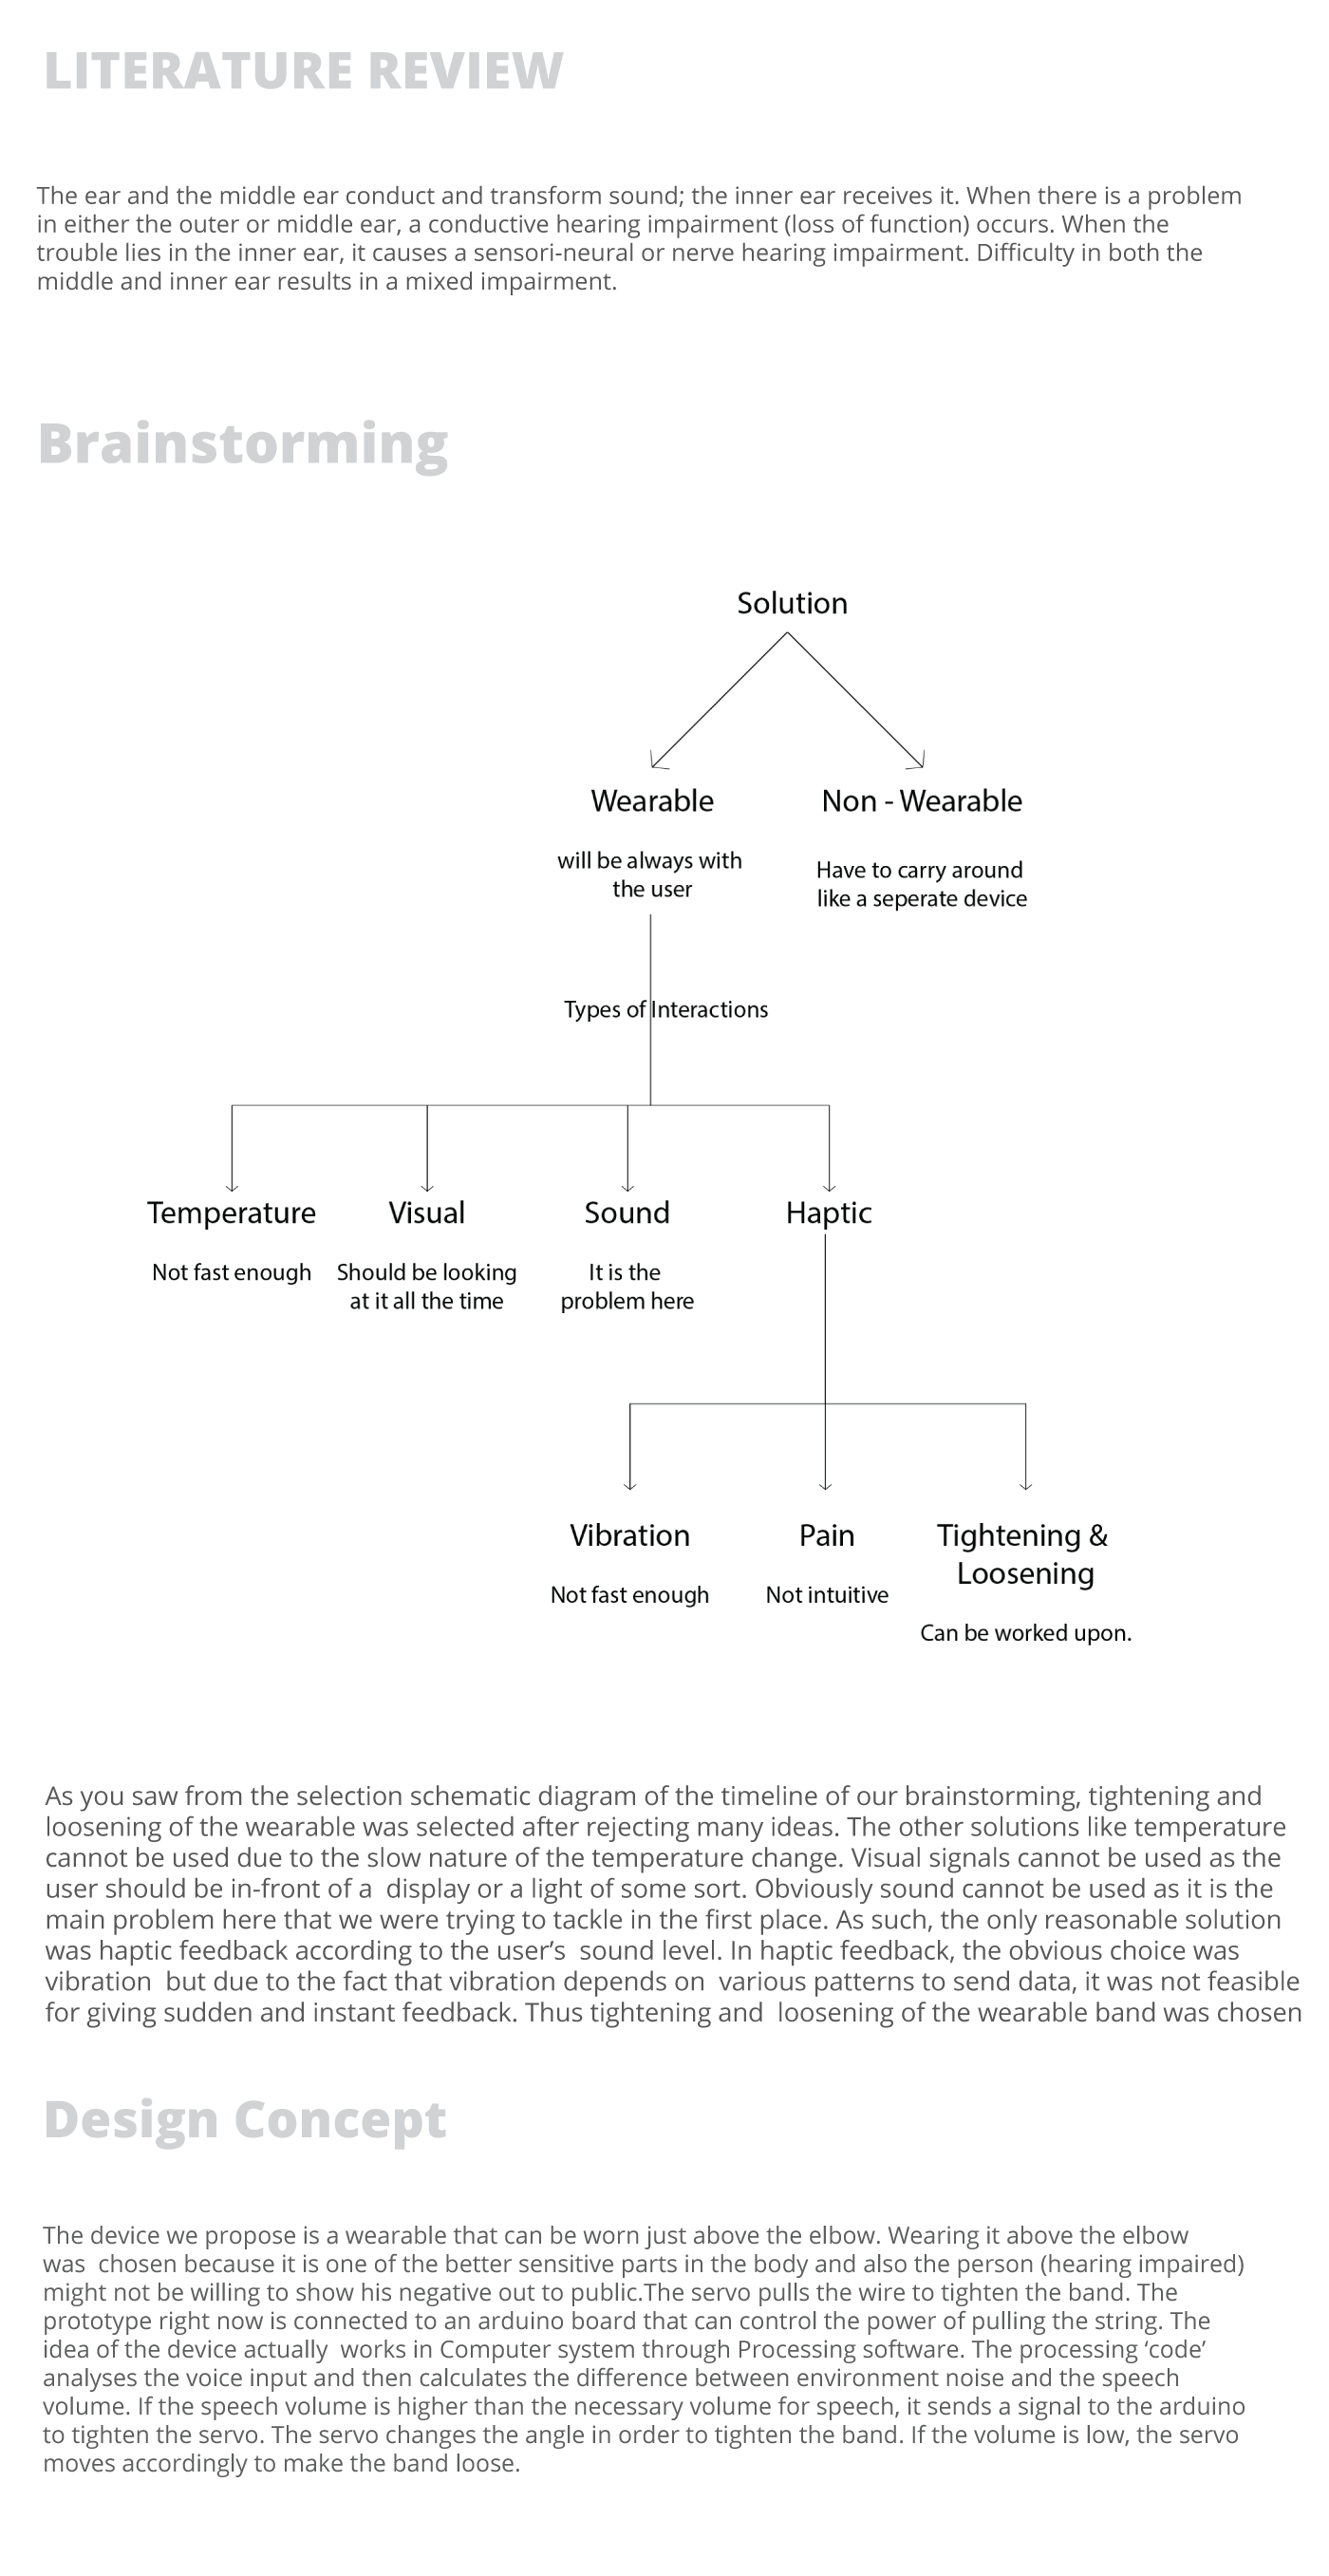 LITERATURE REVIEW
The ear and the middle ear conduct and transform sound; the inner ear receives it. When there is a problem
in either the outer or middle ear, a conductive hearing impairment (loss of function) occurs. When the
trouble lies in the inner ear, it causes a sensori-neural or nerve hearing impairment. Difficulty in both the
middle and inner ear results in a mixed impairment.
Brainstorming
Solution
Wearable
Non - Wearable
will be always with
the user
Have to carry around
like a seperate device
Types of Interactions
Temperature
Visual
Sound
Haptic
Not fast enough
Should be looking
at it all the time
It is the
problem here
Vibration
Pain
Tightening &
Loosening
Not fast enough
Not intuitive
Can be worked upon.
As you saw from the selection schematic diagram of the timeline of our brainstorming, tightening and
loosening of the wearable was selected after rejecting many ideas. The other solutions like temperature
cannot be used due to the slow nature of the temperature change. Visual signals cannot be used as the
user should be in-front of a  display or a light of some sort. Obviously sound cannot be used as it is the
main problem here that we were trying to tackle in the first place. As such, the only reasonable solution
was haptic feedback according to the user’s  sound level. In haptic feedback, the obvious choice was
vibration  but due to the fact that vibration depends on  various patterns to send data, it was not feasible
for giving sudden and instant feedback. Thus tightening and  loosening of the wearable band was chosen
Design Concept
The device we propose is a wearable that can be worn just above the elbow. Wearing it above the elbow
was  chosen because it is one of the better sensitive parts in the body and also the person (hearing impaired)
might not be willing to show his negative out to public.The servo pulls the wire to tighten the band. The
prototype right now is connected to an arduino board that can control the power of pulling the string. The
idea of the device actually  works in Computer system through Processing software. The processing ‘code’
analyses the voice input and then calculates the difference between environment noise and the speech
volume. If the speech volume is higher than the necessary volume for speech, it sends a signal to the arduino
to tighten the servo. The servo changes the angle in order to tighten the band. If the volume is low, the servo
moves accordingly to make the band loose.